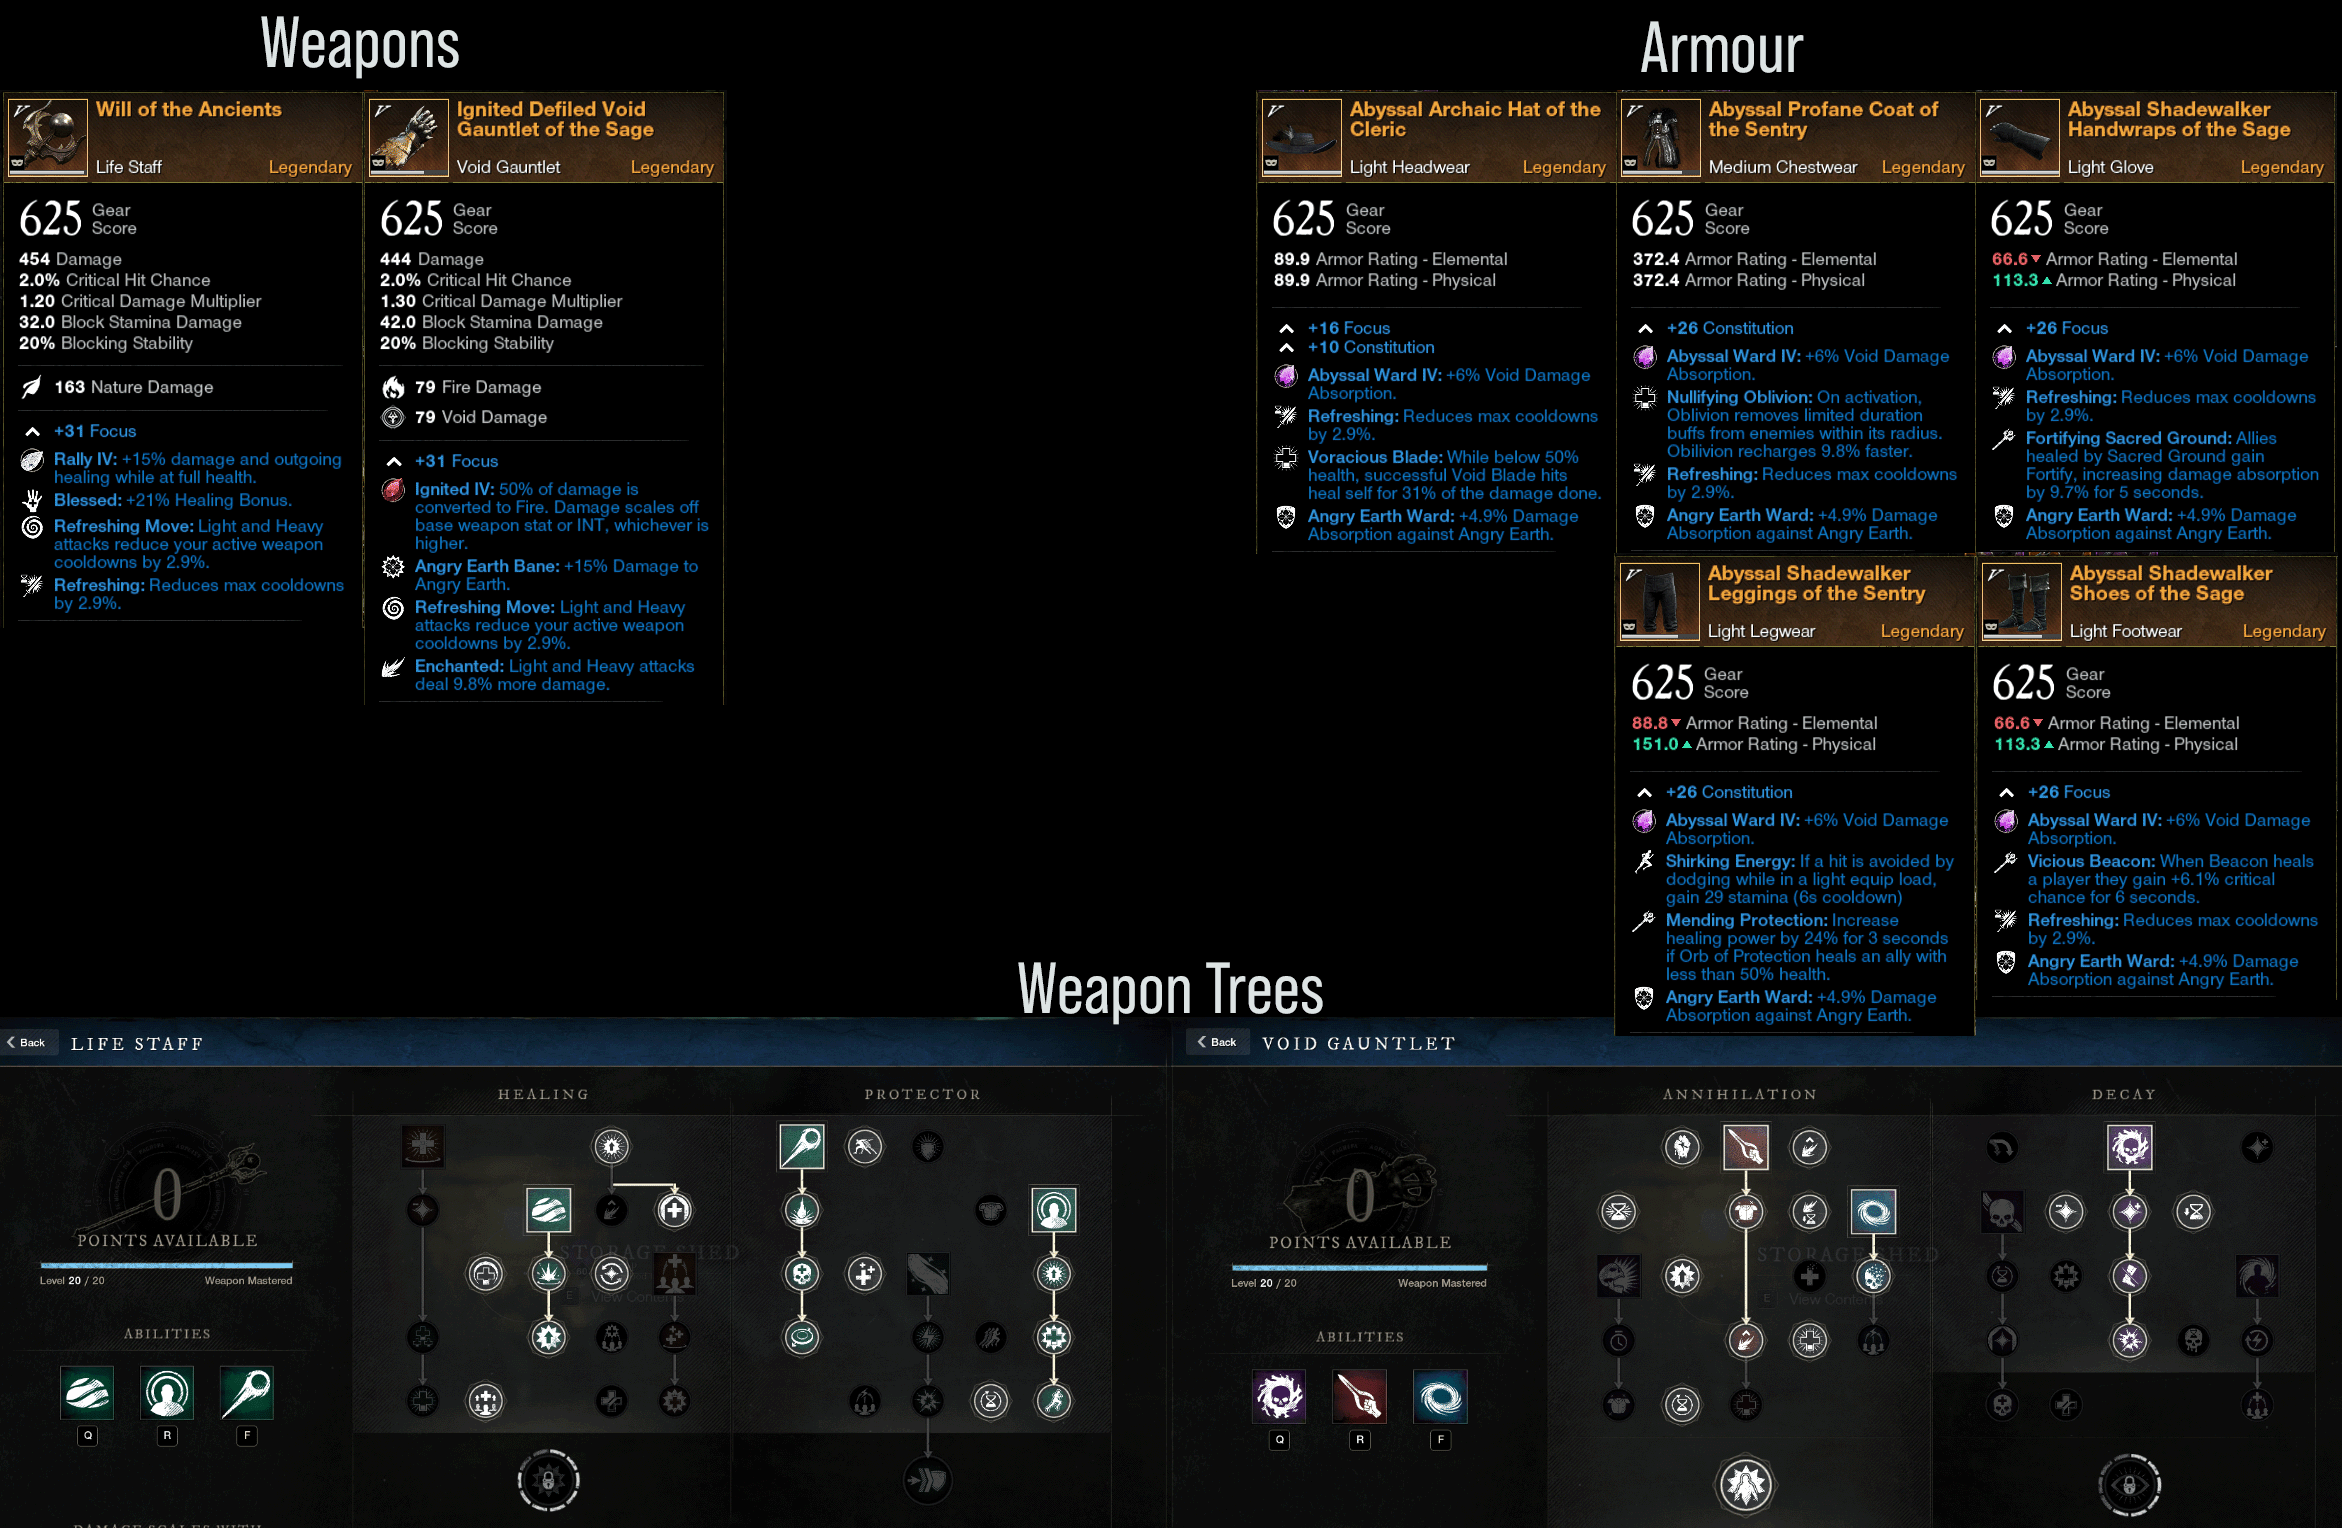 Weapons
Armour
Will of the Ancients
Life Staff
Legendary
625 Gear
Score
454 Damage
2.0% Critical Hit Chance
1.20 Critical Damage Multiplier
32.0 Block Stamina Damage
20% Blocking Stability
163 Nature Damage
+31 Focus
Rally IV: +15% damage and outgoing
healing while at full health.
Blessed: +21% Healing Bonus.
Refreshing Move: Light and Heavy
attacks reduce your active weapon
cooldowns by 2.9%.
Refreshing: Reduces max cooldowns
by 2.9%.
Ignited Defiled Void
Gauntlet of the Sage
Void Gauntlet
Legendary
625 Gear
Score
444 Damage
2.0% Critical Hit Chance
1.30 Critical Damage Multiplier
42.0 Block Stamina Damage
20% Blocking Stability
79 Fire Damage
79 Void Damage
+31 Focus
Ignited IV: 50% of damage is
converted to Fire. Damage scales off
base weapon stat or INT, whichever is
higher.
Angry Earth Bane: +15% Damage to
Angry Earth.
Refreshing Move: Light and Heavy
attacks reduce your active weapon
cooldowns by 2.9%.
Enchanted: Light and Heavy attacks
deal 9.8% more damage.
Abyssal Archaic Hat of the
Cleric
Light Headwear
Legendary
625 Gear
Score
89.9 Armor Rating - Elemental
89.9 Armor Rating - Physical
+16 Focus
+10 Constitution
Abyssal Ward IV: +6% Void Damage
Absorption.
Refreshing: Reduces max cooldowns
by 2.9%.
Voracious Blade: While below 50%
health, successful Void Blade hits
heal self for 31% of the damage done.
Angry Earth Ward: +4.9% Damage
Absorption against Angry Earth.
Abyssal Profane Coat of
the Sentry
Medium Chestwear
Legendary
625 Gear
Score
372.4 Armor Rating - Elemental
372.4 Armor Rating - Physical
+26 Constitution
Abyssal Ward IV: +6% Void Damage
Absorption.
Nullifying Oblivion: On activation,
Oblivion removes limited duration
buffs from enemies within its radius.
Oblivion recharges 9.8% faster.
Refreshing: Reduces max cooldowns
by 2.9%.
Angry Earth Ward: +4.9% Damage
Absorption against Angry Earth.
Abyssal Shadewalker
Handwraps of the Sage
Light Glove
Legendary
625 Gear
Score
66.6 Armor Rating - Elemental
113.3 Armor Rating - Physical
+26 Focus
Abyssal Ward IV: +6% Void Damage
Absorption.
Refreshing: Reduces max cooldowns
by 2.9%.
Fortifying Sacred Ground: Allies
healed by Sacred Ground gain
Fortify, increasing damage absorption
by 9.7% for 5 seconds.
Angry Earth Ward: +4.9% Damage
Absorption against Angry Earth.
Abyssal Shadewalker
Leggings of the Sentry
Light Legwear
Legendary
625 Gear
Score
88.8 Armor Rating - Elemental
151.0 Armor Rating - Physical
+26 Constitution
Abyssal Ward IV: +6% Void Damage
Absorption.
Shirking Energy: If a hit is avoided by
dodging while in a light equip load,
gain 29 stamina (6s cooldown)
Mending Protection: Increase
healing power by 24% for 3 seconds
if Orb of Protection heals an ally with
less than 50% health.
Angry Earth Ward: +4.9% Damage
Absorption against Angry Earth.
Abyssal Shadewalker
Shoes of the Sage
Light Footwear
Legendary
625 Gear
Score
66.6 Armor Rating - Elemental
113.3 Armor Rating - Physical
+26 Focus
Abyssal Ward IV: +6% Void Damage
Absorption.
Vicious Beacon: When Beacon heals
a player they gain +6.1% critical
chance for 6 seconds.
Refreshing: Reduces max cooldowns
by 2.9%.
Angry Earth Ward: +4.9% Damage
Absorption against Angry Earth.
Weapon Trees
Back
LIFE STAFF
HEALING
PROTECTOR
0
POINTS AVAILABLE
Level 20 / 20
Weapon Mastered
ABILITIES
Q
R
F
STORAGE SHED
E
Back
VOID GAUNTLET
ANNIHILATION
DECAY
0
POINTS AVAILABLE
Level 20 / 20
Weapon Mastered
ABILITIES
Q
R
F
STORAGE SHED
E